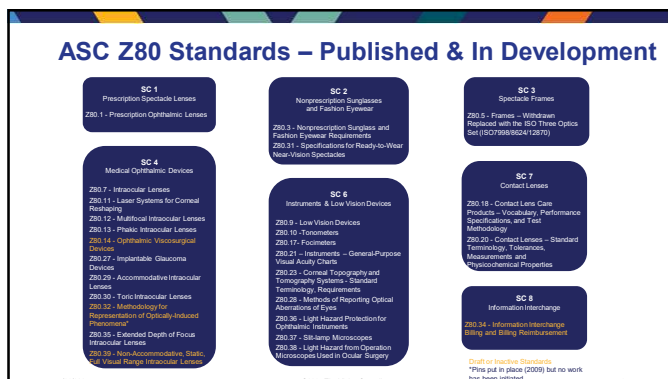 ASC Z80 Standards – Published & In Development
SC 1
Prescription Spectacle Lenses
Z80.1 - Prescription Ophthalmic Lenses
SC 4
Medical Ophthalmic Devices
Z80.7 - Intraocular Lenses
Z80.11 - Laser Systems for Corneal
Reshaping
Z80.12 - Multifocal Intraocular Lenses
Z80.13 - Phakic Intraocular Lenses
Z80.14 - Ophthalmic Viscosurgical
Devices
Z80.27 - Implantable Glaucoma
Devices
Z80.29 - Accommodative Intraocular
Lenses
Z80.30 - Toric Intraocular Lenses
Z80.32 - Methodology for
Representation of Optically-Induced
Phenomena*
Z80.35 - Extended Depth of Focus
Intraocular Lenses
Z80.39 - Non-Accommodative, Static,
Full Visual Range Intraocular Lenses
SC 2
Nonprescription Sunglasses
and Fashion Eyewear
Z80.3 - Nonprescription Sunglass and
Fashion Eyewear Requirements
Z80.31 - Specifications for Ready-to-Wear
Near-Vision Spectacles
SC 6
Instruments & Low Vision Devices
Z80.9 - Low Vision Devices
Z80.10 -Tonometers
Z80.17- Focimeters
Z80.21 – Instruments – General-Purpose
Visual Acuity Charts
Z80.23 - Corneal Topography and
Tomography Systems - Standard
Terminology, Requirements
Z80.28 - Methods of Reporting Optical
Aberrations of Eyes
Z80.36 - Light Hazard Protection for
Ophthalmic Instruments
Z80.37 - Slit-lamp Microscopes
Z80.38 - Light Hazard from Operation
Microscopes Used in Ocular Surgery
SC 3
Spectacle Frames
Z80.5 - Frames – Withdrawn
Replaced with the ISO Three Optics
Set (ISO7998/8624/12870)
SC 7
Contact Lenses
Z80.18 - Contact Lens Care
Products – Vocabulary, Performance
Specifications, and Test
Methodology
Z80.20 - Contact Lenses – Standard
Terminology, Tolerances,
Measurements and
Physicochemical Properties
SC 8
Information Interchange
Z80.34 - Information Interchange
Billing and Billing Reimbursement
Draft or Inactive Standards
*Pins put in place (2009) but no work
has been initiated